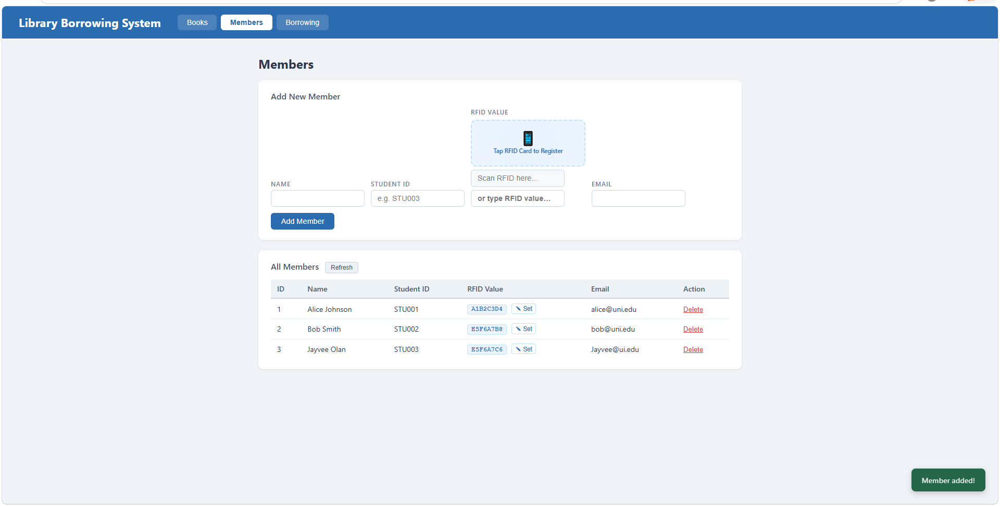 Library Borrowing System Books Members Borrowing
Members
Add New Member
RFID VALUE
Tap RFID Card to Register
Scan RFID here...
NAME STUDENT ID EMAIL
e.g. STU003 or type RFID value...
Add Member
All Members Refresh
ID Name Student ID RFID Value Email Action
1 Alice Johnson STU001 A1B2C3D4 Set alice@uni.edu Delete
2 Bob Smith STU002 E5F6A7B8 Set bob@uni.edu Delete
3 Jayvee Olan STU003 E5F6A7C6 Set Jayvee@ui.edu Delete
Member added!